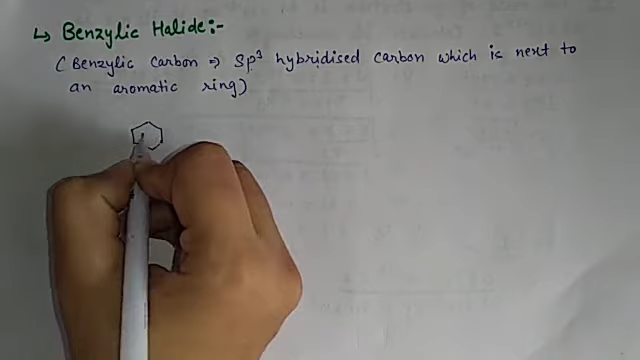 ↳ Benzylic Halide:-
( Benzylic Carbon ⇒ Sp³ hybridised Carbon which is next to
an aromatic ring)